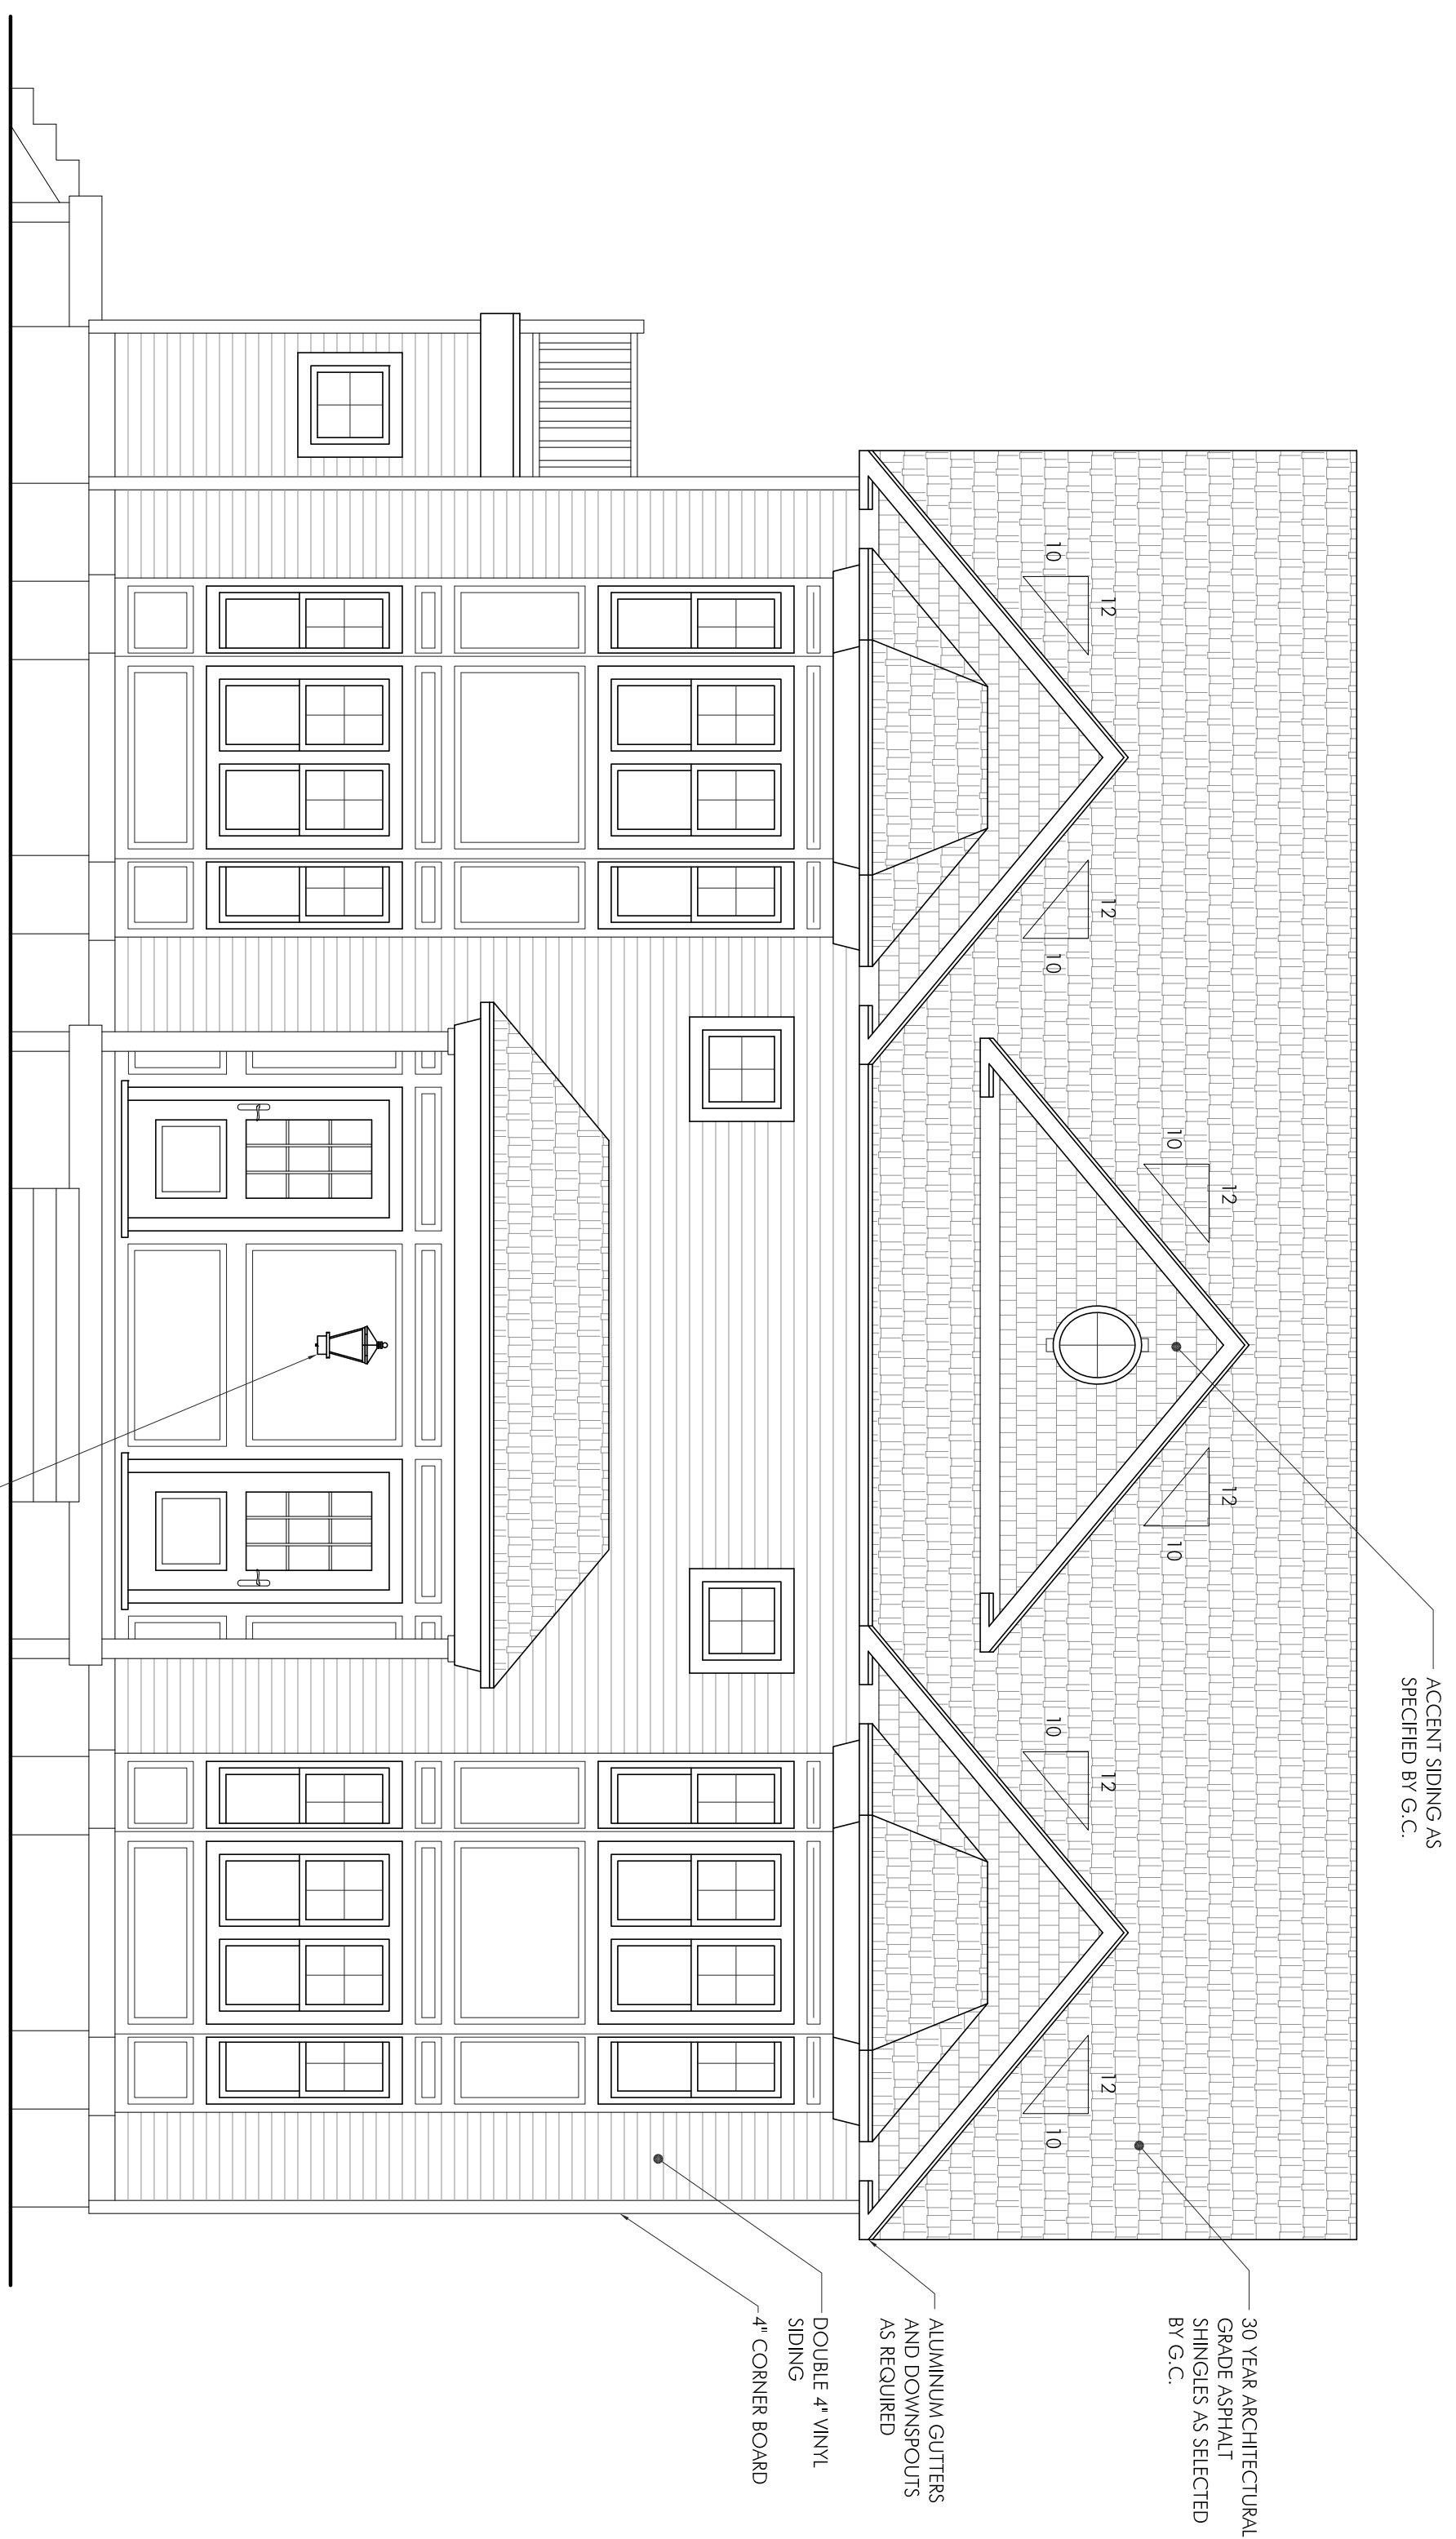 ACCENT SIDING AS
SPECIFIED BY G.C.
12
10
12
10
12
10
12
10
12
10
12
10
30 YEAR ARCHITECTURAL
GRADE ASPHALT
SHINGLES AS SELECTED
BY G.C.
ALUMINUM GUTTERS
AND DOWNSPOUTS
AS REQUIRED
DOUBLE 4" VINYL
SIDING
4" CORNER BOARD